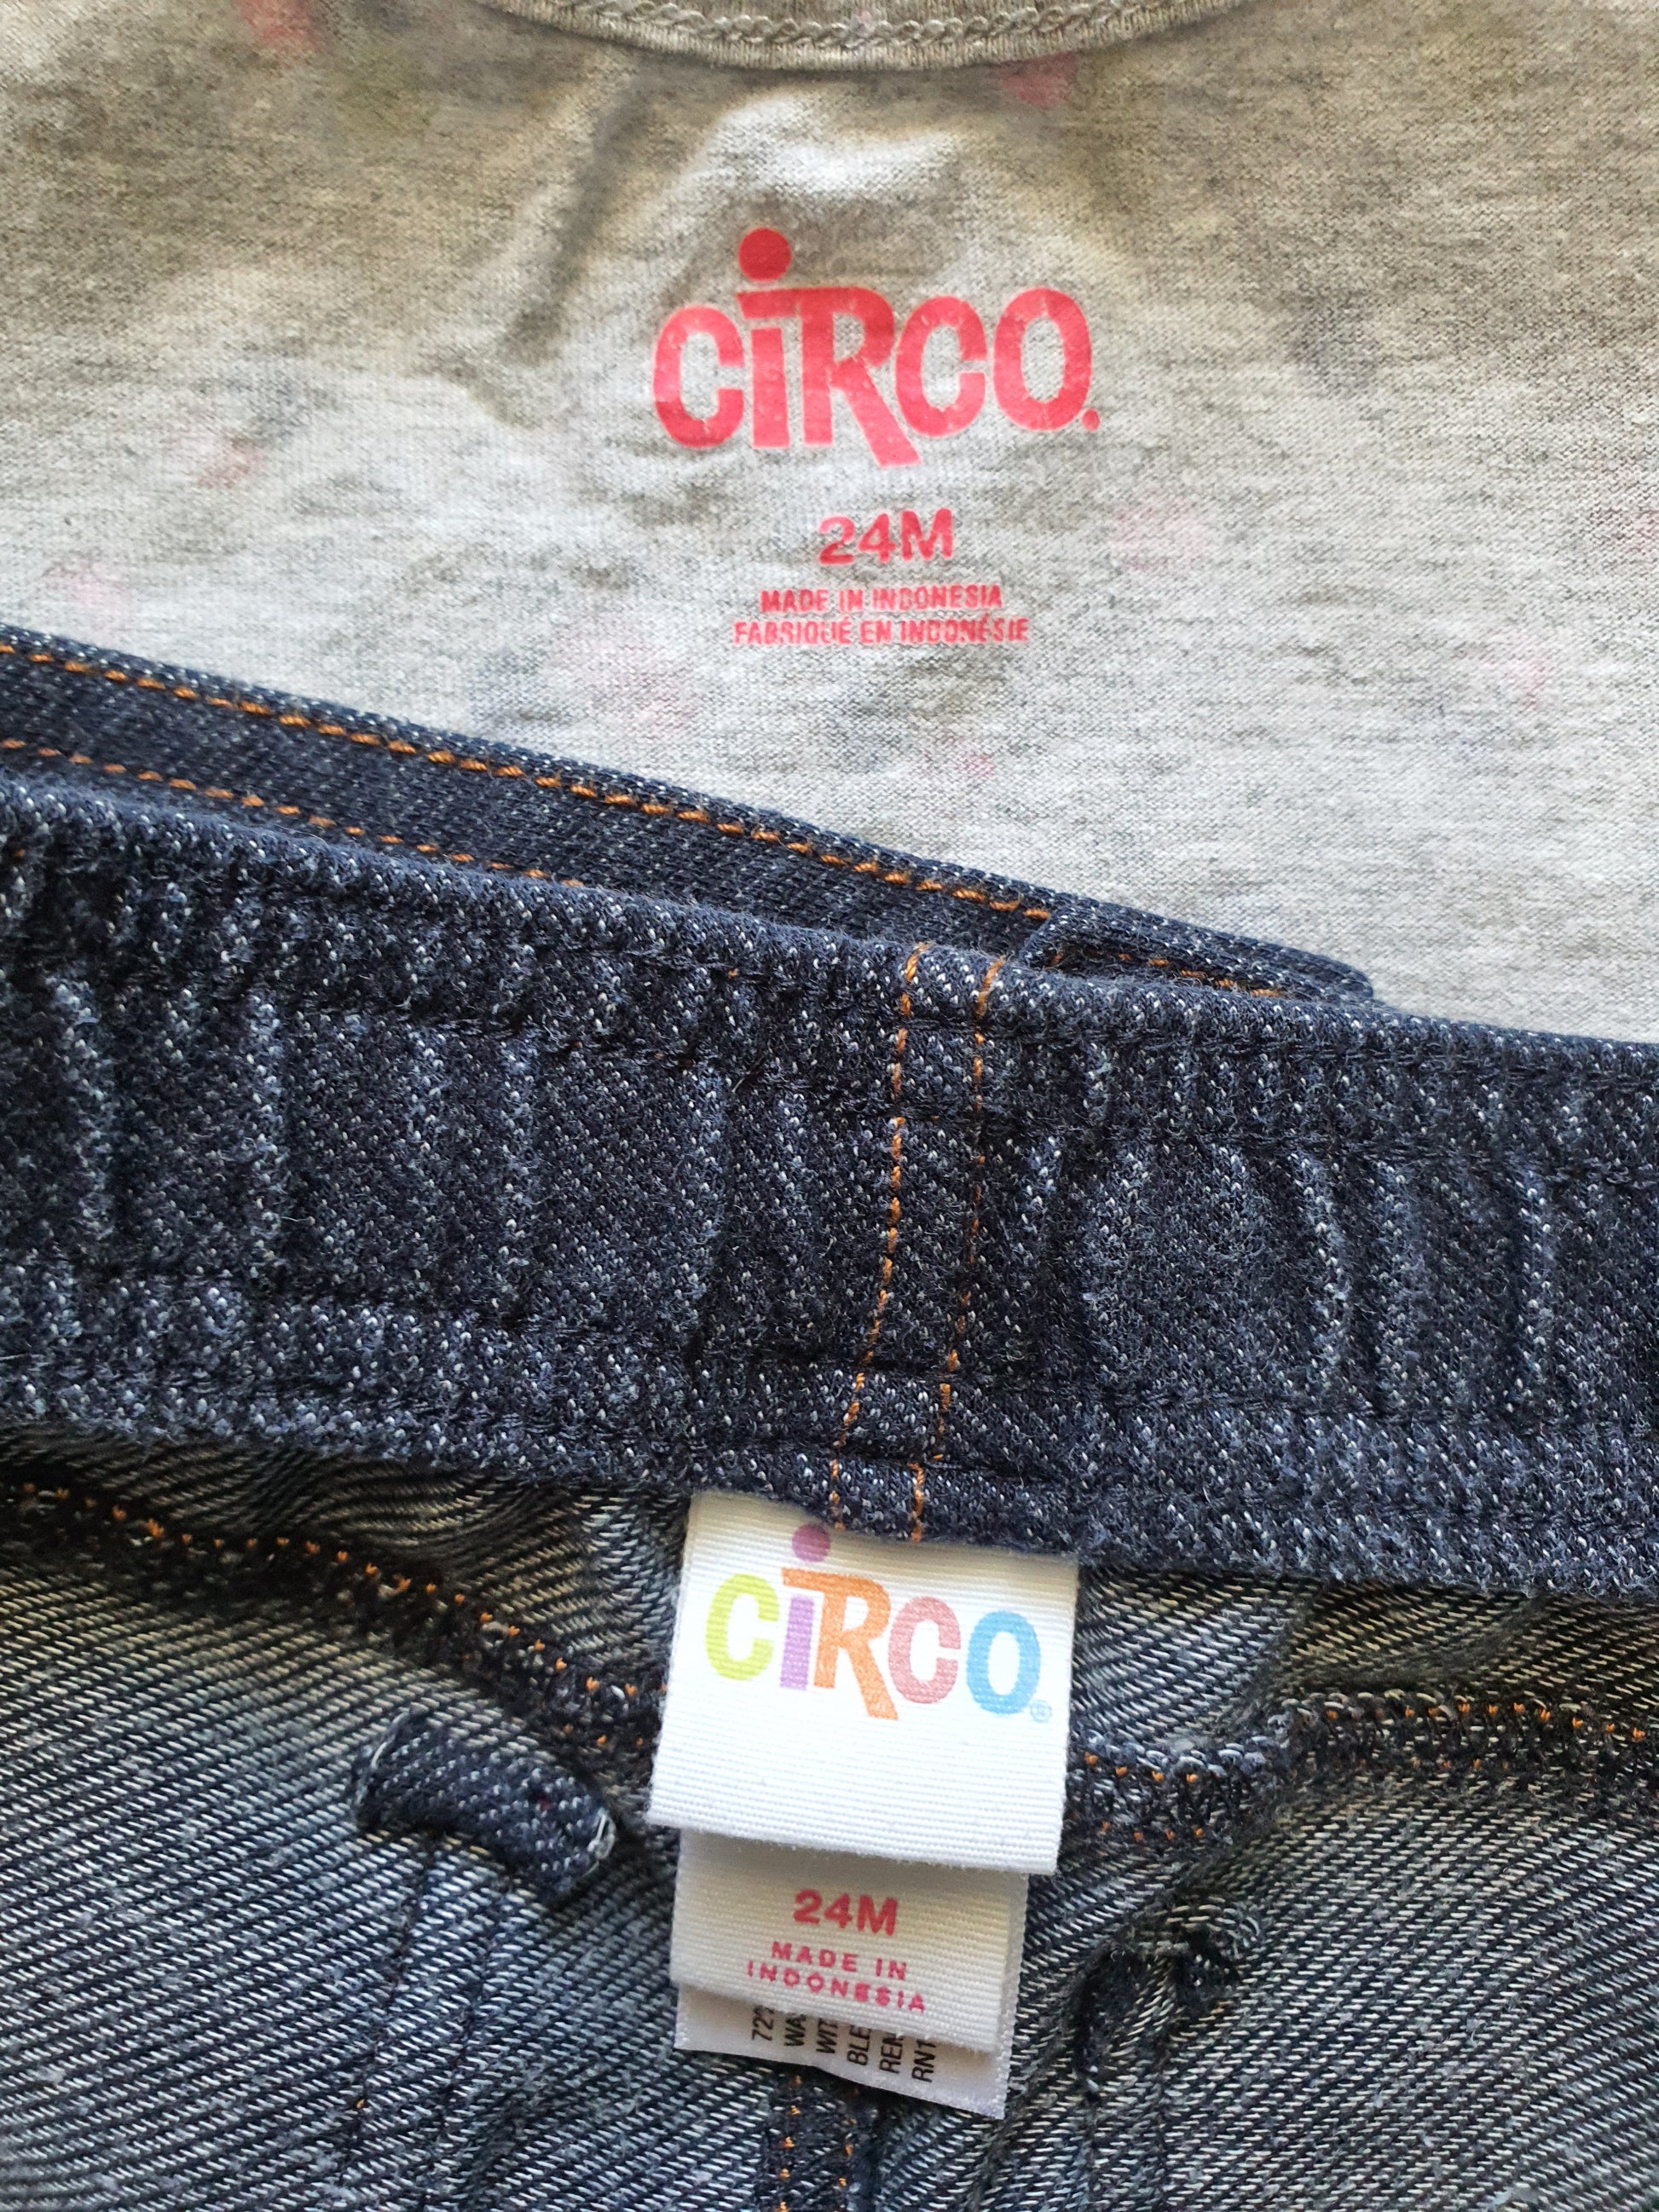 CiRCO.
24M
MADE IN INDONESIA
FABRIQUÉ EN INDONÉSIE
CiRCO®
24M
MADE IN
INDONESIA